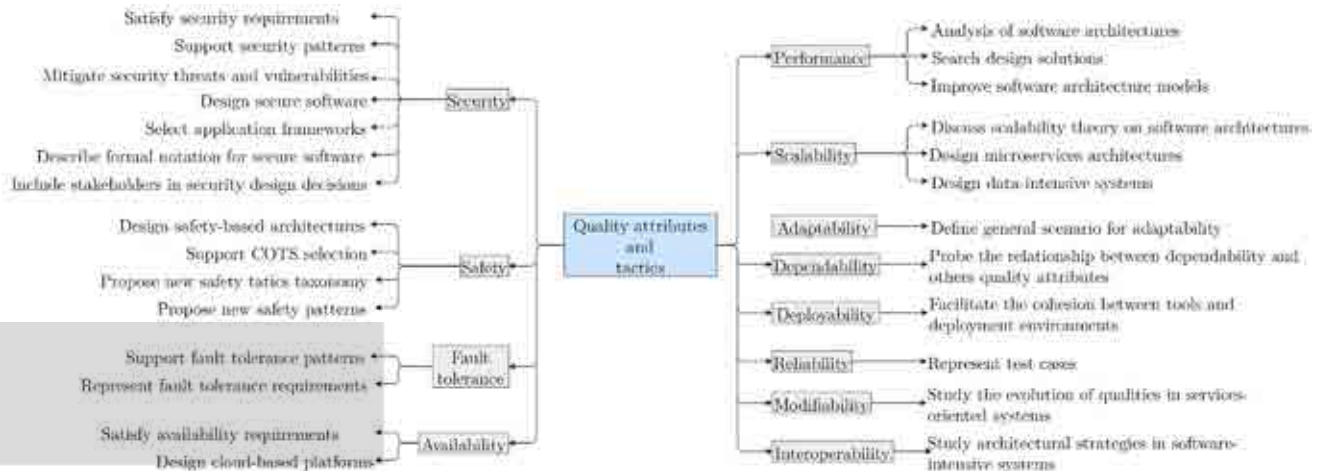 Satisfy security requirements
Support security patterns
Mitigate security threats and vulnerabilities
Design secure software
Select application frameworks
Describe formal notation for secure software
Include stakeholders in security design decisions
Security
Design safety-based architectures
Support COTS selection
Propose new safety tatics taxonomy
Propose new safety patterns
Safety
Support fault tolerance patterns
Represent fault tolerance requirements
Fault
tolerance
Satisfy availability requirements
Design cloud-based platforms
Availability
Quality attributes
and
tactics
Performance
Analysis of software architectures
Search design solutions
Improve software architecture models
Scalability
Discuss scalability theory on software architectures
Design microservices architectures
Design data-intensive systems
Adaptability
Define general scenario for adaptability
Dependability
Probe the relationship between dependability and
others quality attributes
Deployability
Facilitate the cohesion between tools and
deployment environments
Reliability
Represent test cases
Modifiability
Study the evolution of qualities in services-
oriented systems
Interoperability
Study architectural strategies in software-
intensive systems